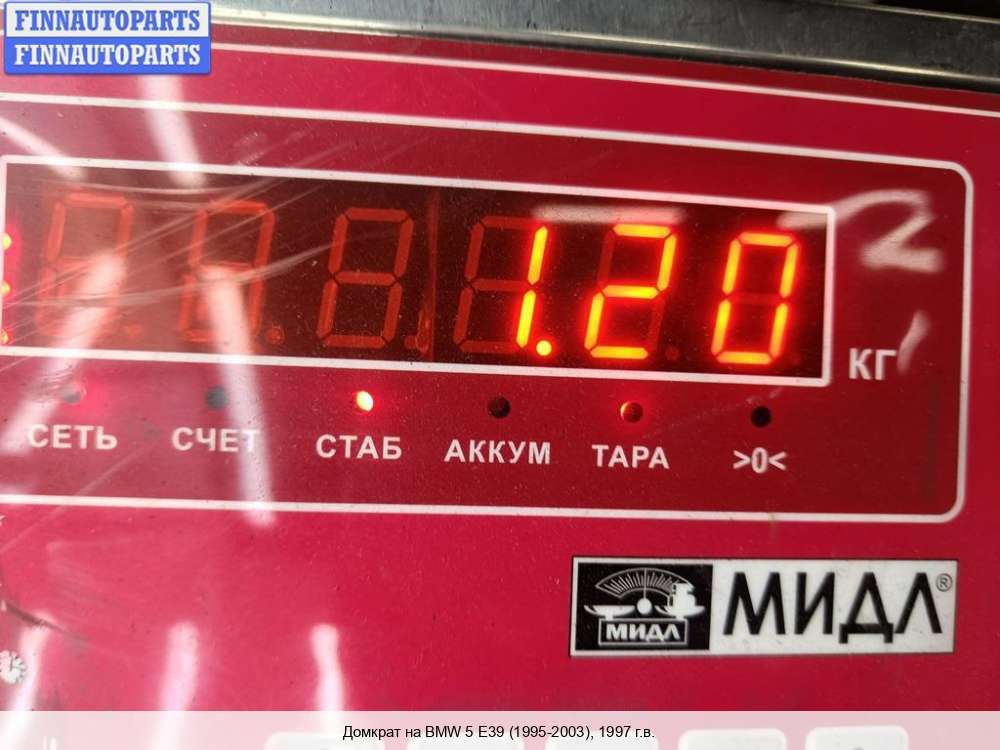 FINNAUTOPARTS
FINNAUTOPARTS
1.20
КГ
СЕТЬ СЧЕТ СТАБ АККУМ ТАРА >0<
МИДЛ МИДЛ®
Домкрат на BMW 5 E39 (1995-2003), 1997 г.в.